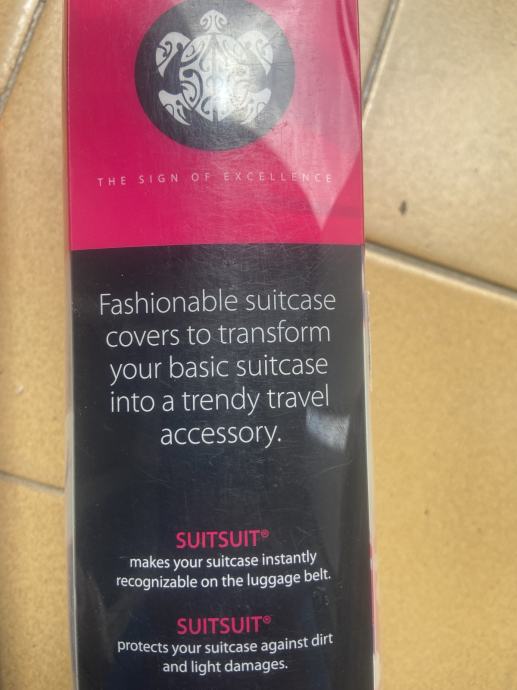 THE SIGN OF EXCELLENCE
Fashionable suitcase
covers to transform
your basic suitcase
into a trendy travel
accessory.
SUITSUIT®
makes your suitcase instantly
recognizable on the luggage belt.
SUITSUIT®
protects your suitcase against dirt
and light damages.